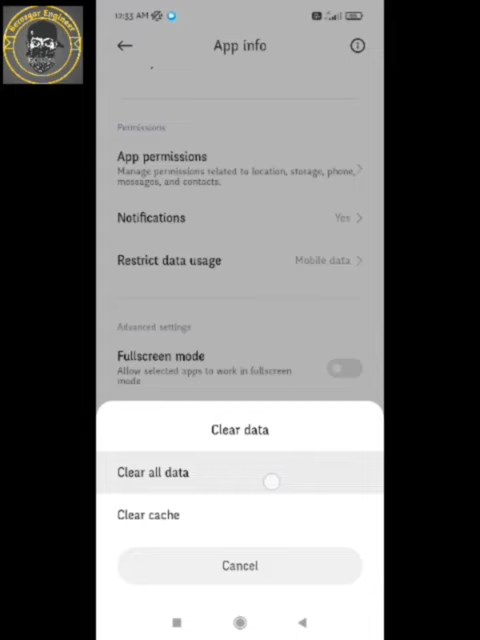 Kerosgor Engineer
12:33 AM
App info
Permissions
App permissions
Manage permissions related to location, storage, phone,
messages, and contacts.
Notifications
Yes
Restrict data usage
Mobile data
Advanced settings
Fullscreen mode
Allow selected apps to work in fullscreen
mode
Clear data
Clear all data
Clear cache
Cancel